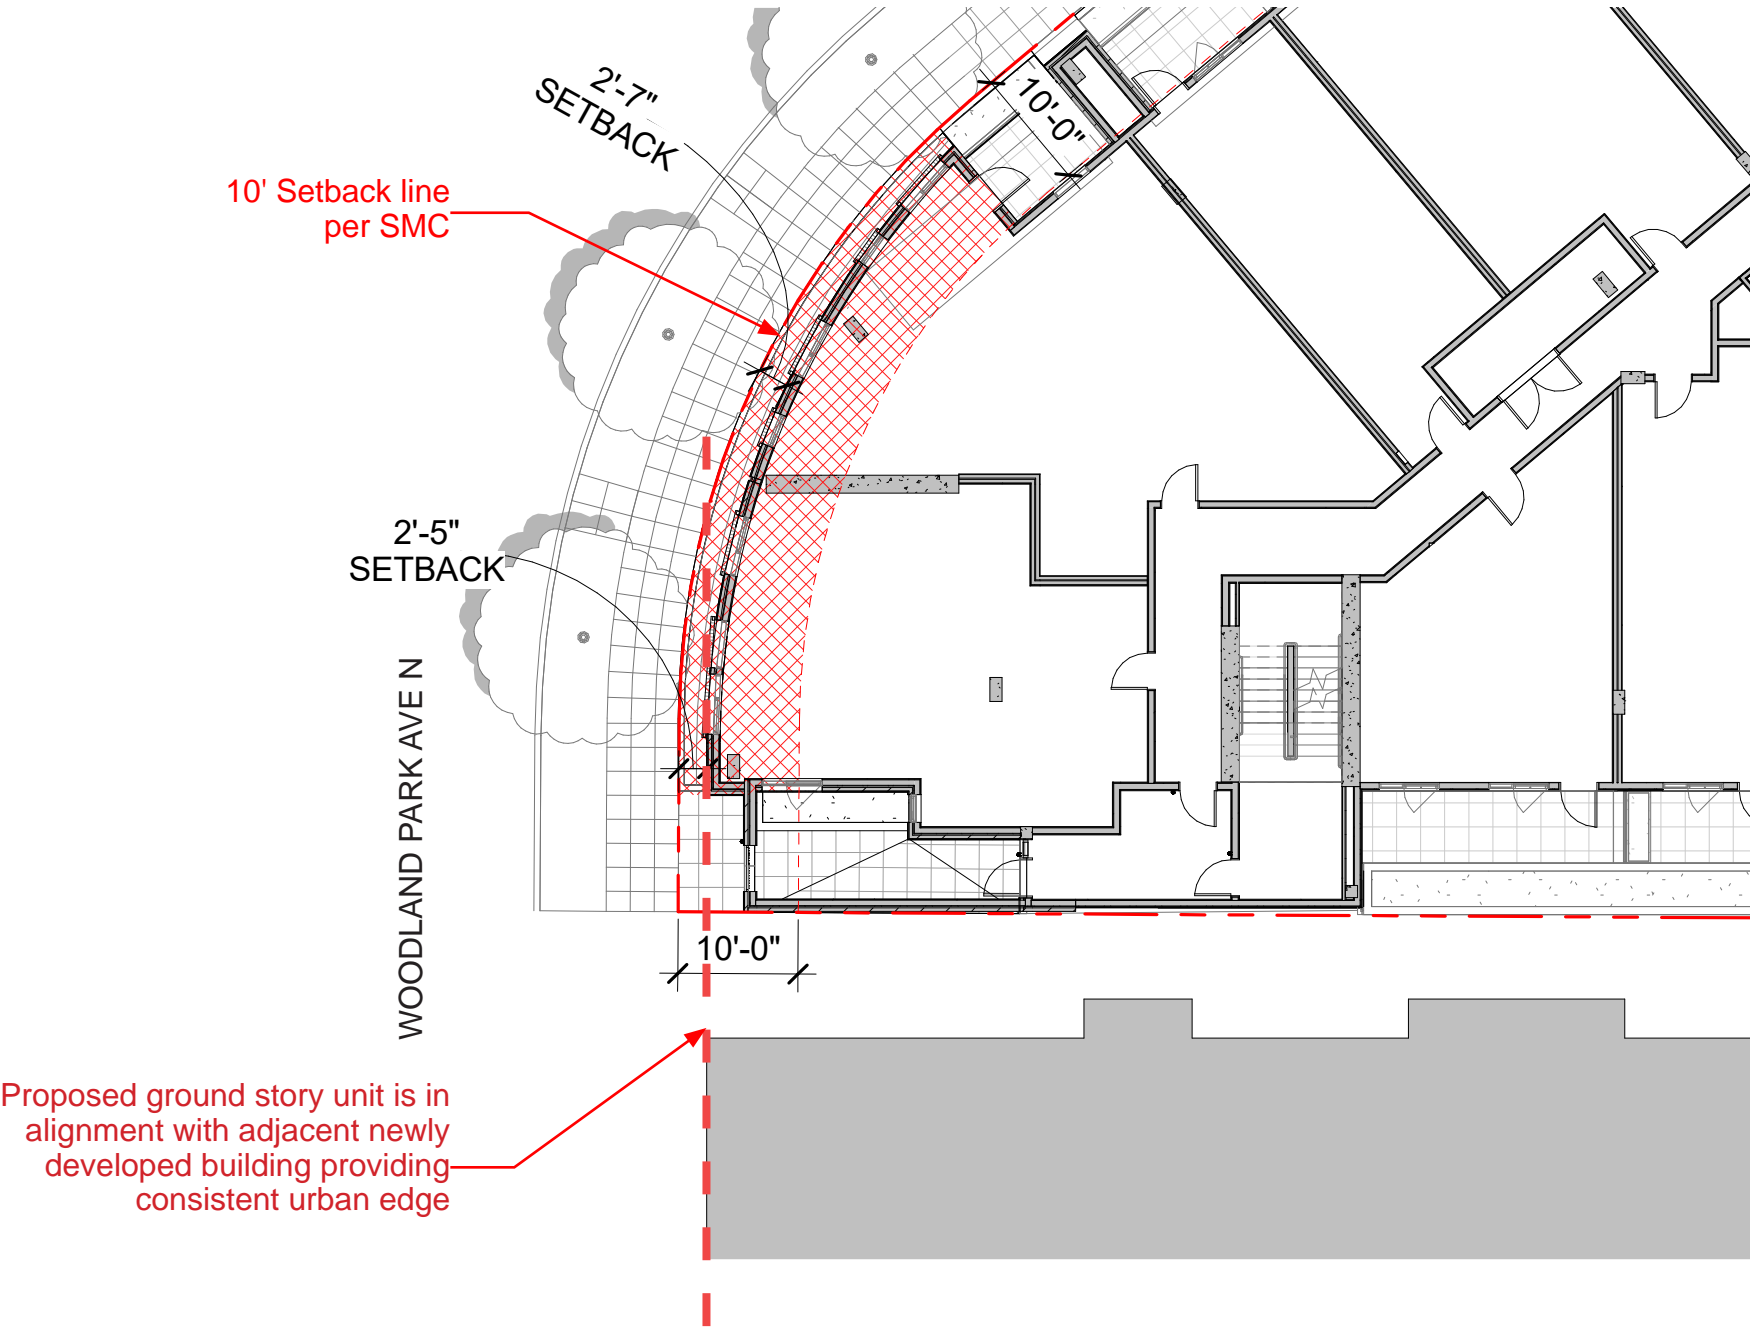 2'-7"
SETBACK
10'-0"
10' Setback line
per SMC
2'-5"
SETBACK
WOODLAND PARK AVE N
10'-0"
Proposed ground story unit is in
alignment with adjacent newly
developed building providing
consistent urban edge